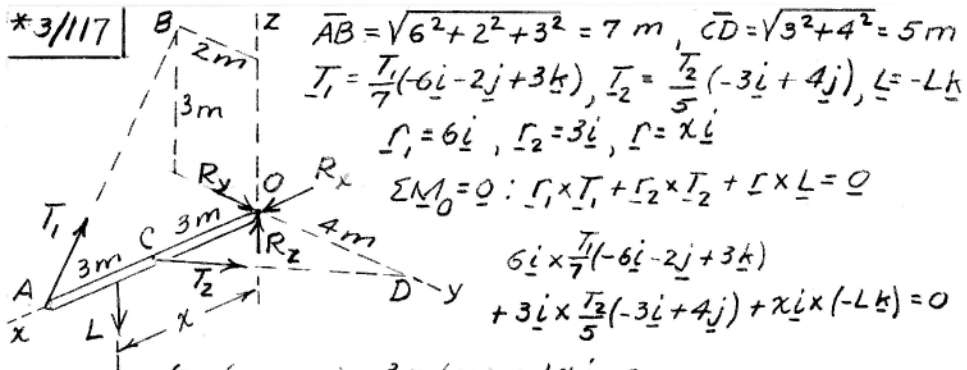 *3/117
AB = √6² + 2² + 3² = 7 m, CD = √3² + 4² = 5 m
T₁ = T₁/7 (-6i - 2j + 3k), T₂ = T₂/5 (-3i + 4j), L = -Lk
r₁ = 6i, r₂ = 3i, r = xi
ΣM₀ = 0 : r₁ × T₁ + r₂ × T₂ + r × L = 0
6i × T₁/7 (-6i - 2j + 3k)
+ 3i × T₂/5 (-3i + 4j) + xi × (-Lk) = 0
B
z
2m
3m
Ry
O
Rx
T₁
3m
C
3m
Rz
4m
A
T₂
D
y
x
L
x